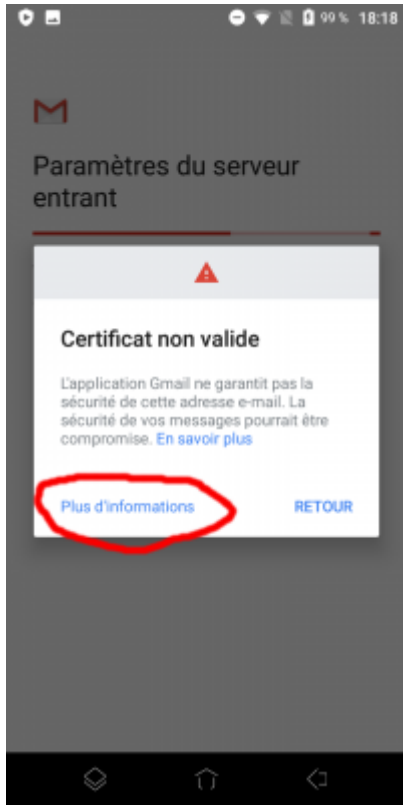 99 % 18:18
Paramètres du serveur
entrant
Certificat non valide
L'application Gmail ne garantit pas la
sécurité de cette adresse e-mail. La
sécurité de vos messages pourrait être
compromise. En savoir plus
Plus d'informations RETOUR